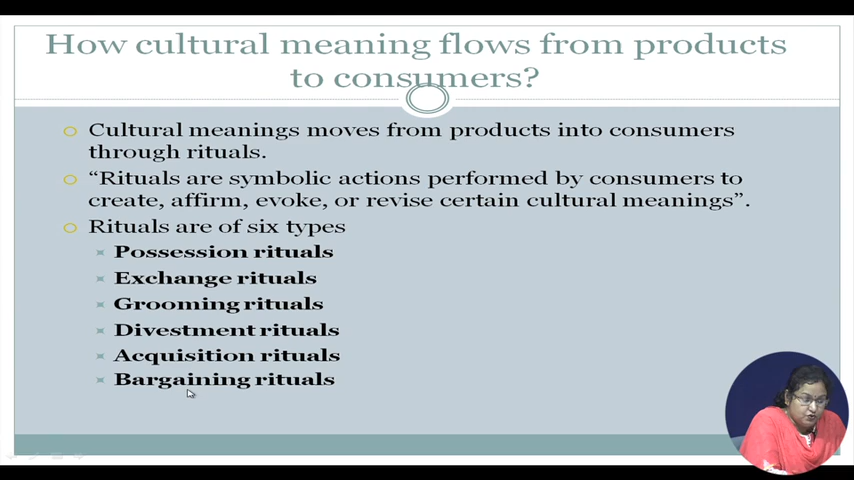 How cultural meaning flows from products
to consumers?
Cultural meanings moves from products into consumers
through rituals.
“Rituals are symbolic actions performed by consumers to
create, affirm, evoke, or revise certain cultural meanings”.
Rituals are of six types
Possession rituals
Exchange rituals
Grooming rituals
Divestment rituals
Acquisition rituals
Bargaining rituals